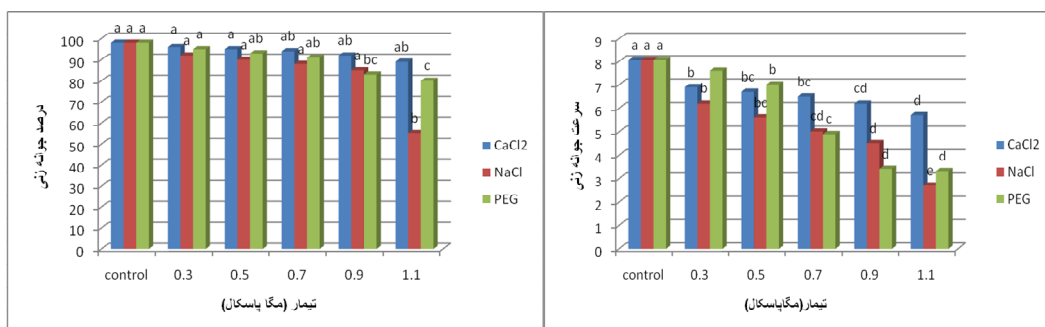 a a a a a a a a ab ab a ab ab a a bc ab b c
100
90
80
70
60
50
40
30
20
10
0
درصد جوانه زنی
control 0.3 0.5 0.7 0.9 1.1
تیمار (مگا پاسکال)
CaCl2
NaCl
PEG
a a a b b bc bc b bc cd c cd d d d e d
9
8
7
6
5
4
3
2
1
0
سرعت جوانه زنی
control 0.3 0.5 0.7 0.9 1.1
تیمار(مگاپاسکال)
CaCl2
NaCl
PEG